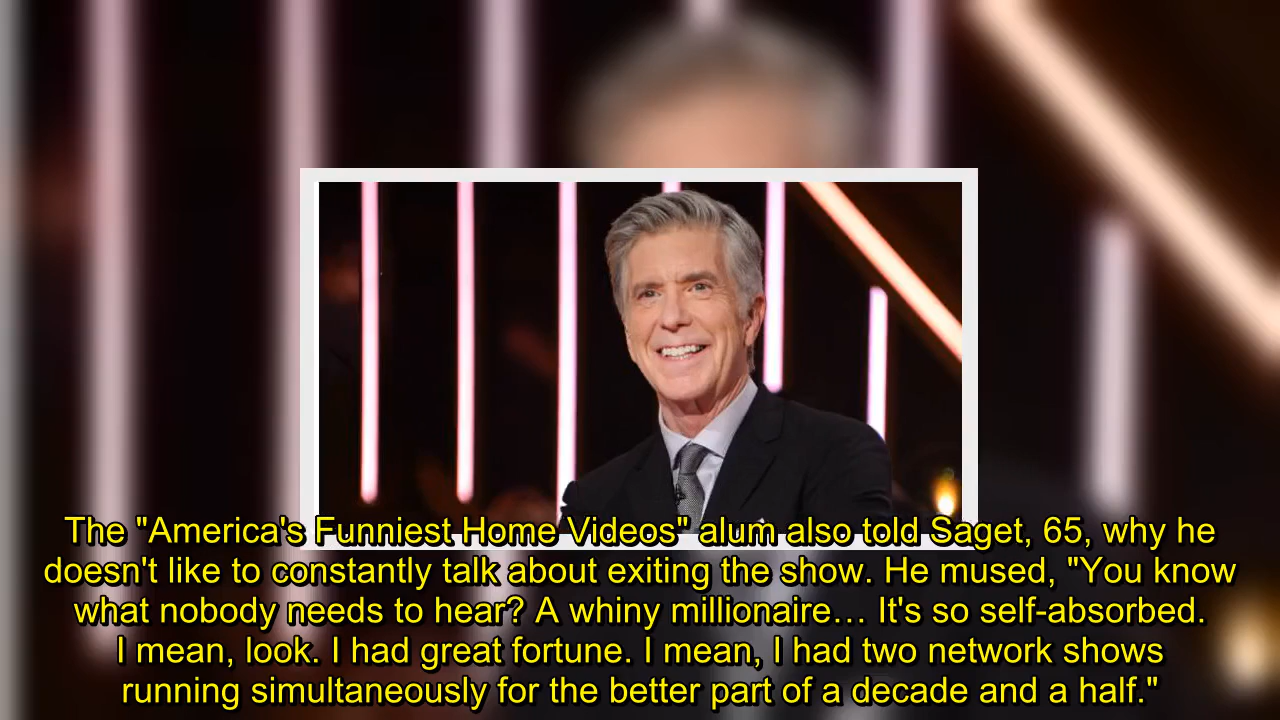 The "America's Funniest Home Videos" alum also told Saget, 65, why he
doesn't like to constantly talk about exiting the show. He mused, "You know
what nobody needs to hear? A whiny millionaire… It's so self-absorbed.
I mean, look. I had great fortune. I mean, I had two network shows
running simultaneously for the better part of a decade and a half."